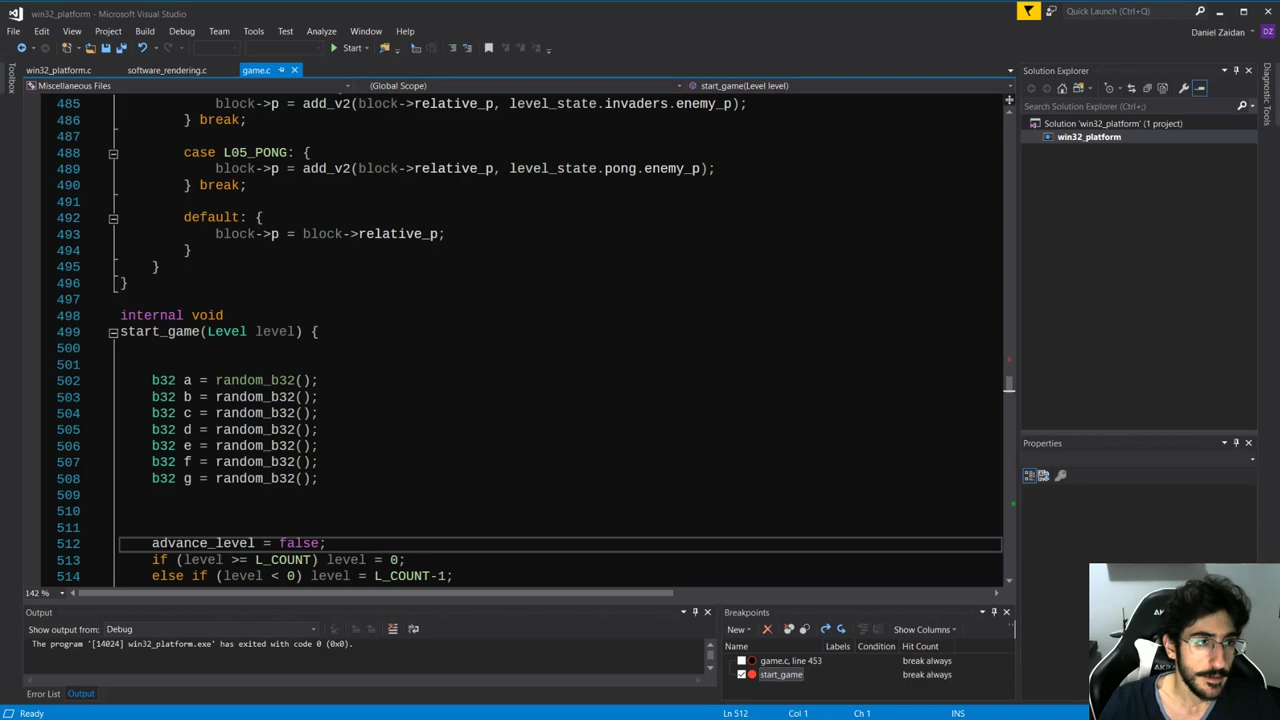 win32_platform - Microsoft Visual Studio
Quick Launch (Ctrl+Q)
File Edit View Project Build Debug Team Tools Test Analyze Window Help
Daniel Zaidan DZ
Start
win32_platform.c software_rendering.c game.c
Solution Explorer
Miscellaneous Files (Global Scope) start_game(Level level)
Toolbox
Diagnostic Tools
Search Solution Explorer (Ctrl+;)
Solution 'win32_platform' (1 project)
win32_platform
485 block->p = add_v2(block->relative_p, level_state.invaders.enemy_p);
486 } break;
487
488 case L05_PONG: {
489 block->p = add_v2(block->relative_p, level_state.pong.enemy_p);
490 } break;
491
492 default: {
493 block->p = block->relative_p;
494 }
495 }
496 }
497
498 internal void
499 start_game(Level level) {
500
501
502 b32 a = random_b32();
503 b32 b = random_b32();
504 b32 c = random_b32();
505 b32 d = random_b32();
506 b32 e = random_b32();
507 b32 f = random_b32();
508 b32 g = random_b32();
509
510
511
512 advance_level = false;
513 if (level >= L_COUNT) level = 0;
514 else if (level < 0) level = L_COUNT-1;
142 %
Properties
Output
Show output from: Debug
The program '[14024] win32_platform.exe' has exited with code 0 (0x0).
Error List Output
Breakpoints
New Show Columns
Name Labels Condition Hit Count
game.c, line 453 break always
start_game break always
Ready Ln 512 Col 1 Ch 1 INS